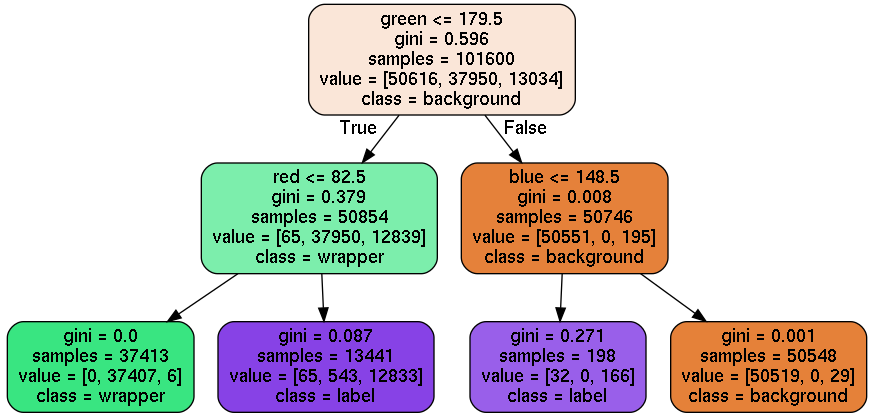 green <= 179.5
gini = 0.596
samples = 101600
value = [50616, 37950, 13034]
class = background
True
False
red <= 82.5
gini = 0.379
samples = 50854
value = [65, 37950, 12839]
class = wrapper
blue <= 148.5
gini = 0.008
samples = 50746
value = [50551, 0, 195]
class = background
gini = 0.0
samples = 37413
value = [0, 37407, 6]
class = wrapper
gini = 0.087
samples = 13441
value = [65, 543, 12833]
class = label
gini = 0.271
samples = 198
value = [32, 0, 166]
class = label
gini = 0.001
samples = 50548
value = [50519, 0, 29]
class = background